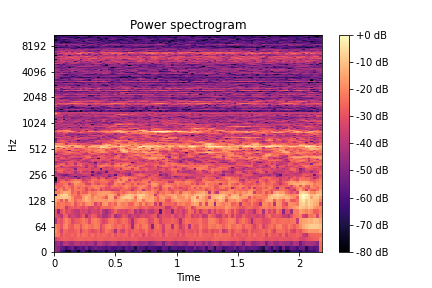 Power spectrogram
8192
4096
2048
1024
512
256
128
64
0
Hz
0
0.5
1
1.5
2
Time
+0 dB
-10 dB
-20 dB
-30 dB
-40 dB
-50 dB
-60 dB
-70 dB
-80 dB